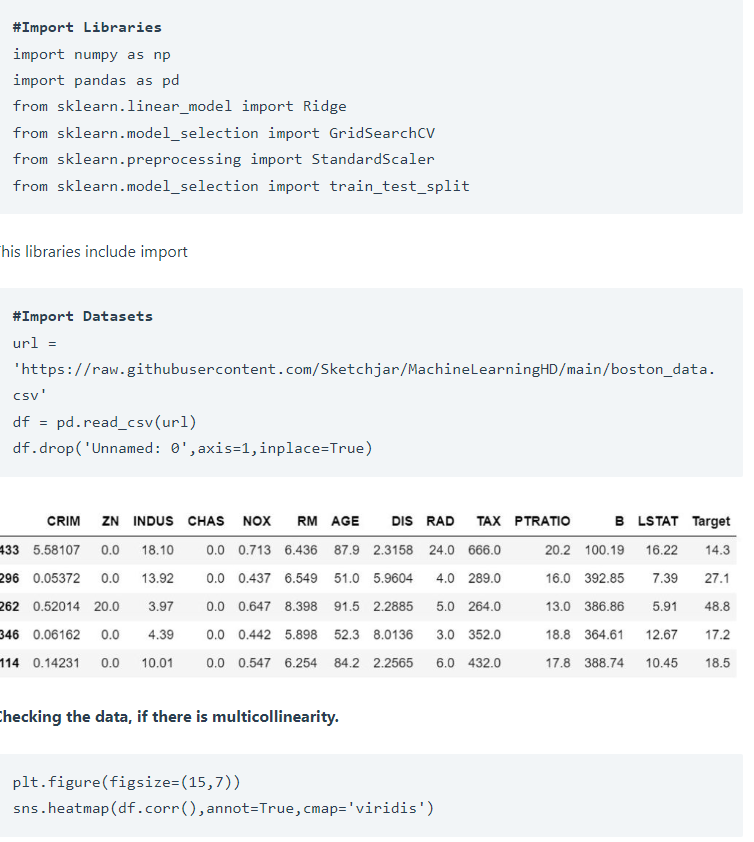 #Import Libraries
import numpy as np
import pandas as pd
from sklearn.linear_model import Ridge
from sklearn.model_selection import GridSearchCV
from sklearn.preprocessing import StandardScaler
from sklearn.model_selection import train_test_split
his libraries include import
#Import Datasets
url =
'https://raw.githubusercontent.com/Sketchjar/MachineLearningHD/main/boston_data.
csv'
df = pd.read_csv(url)
df.drop('Unnamed: 0',axis=1,inplace=True)
CRIM ZN INDUS CHAS NOX RM AGE DIS RAD TAX PTRATIO B LSTAT Target
433 5.58107 0.0 18.10 0.0 0.713 6.436 87.9 2.3158 24.0 666.0 20.2 100.19 16.22 14.3
296 0.05372 0.0 13.92 0.0 0.437 6.549 51.0 5.9604 4.0 289.0 16.0 392.85 7.39 27.1
262 0.52014 20.0 3.97 0.0 0.647 8.398 91.5 2.2885 5.0 264.0 13.0 386.86 5.91 48.8
346 0.06162 0.0 4.39 0.0 0.442 5.898 52.3 8.0136 3.0 352.0 18.8 364.61 12.67 17.2
114 0.14231 0.0 10.01 0.0 0.547 6.254 84.2 2.2565 6.0 432.0 17.8 388.74 10.45 18.5
Checking the data, if there is multicollinearity.
plt.figure(figsize=(15,7))
sns.heatmap(df.corr(),annot=True,cmap='viridis')